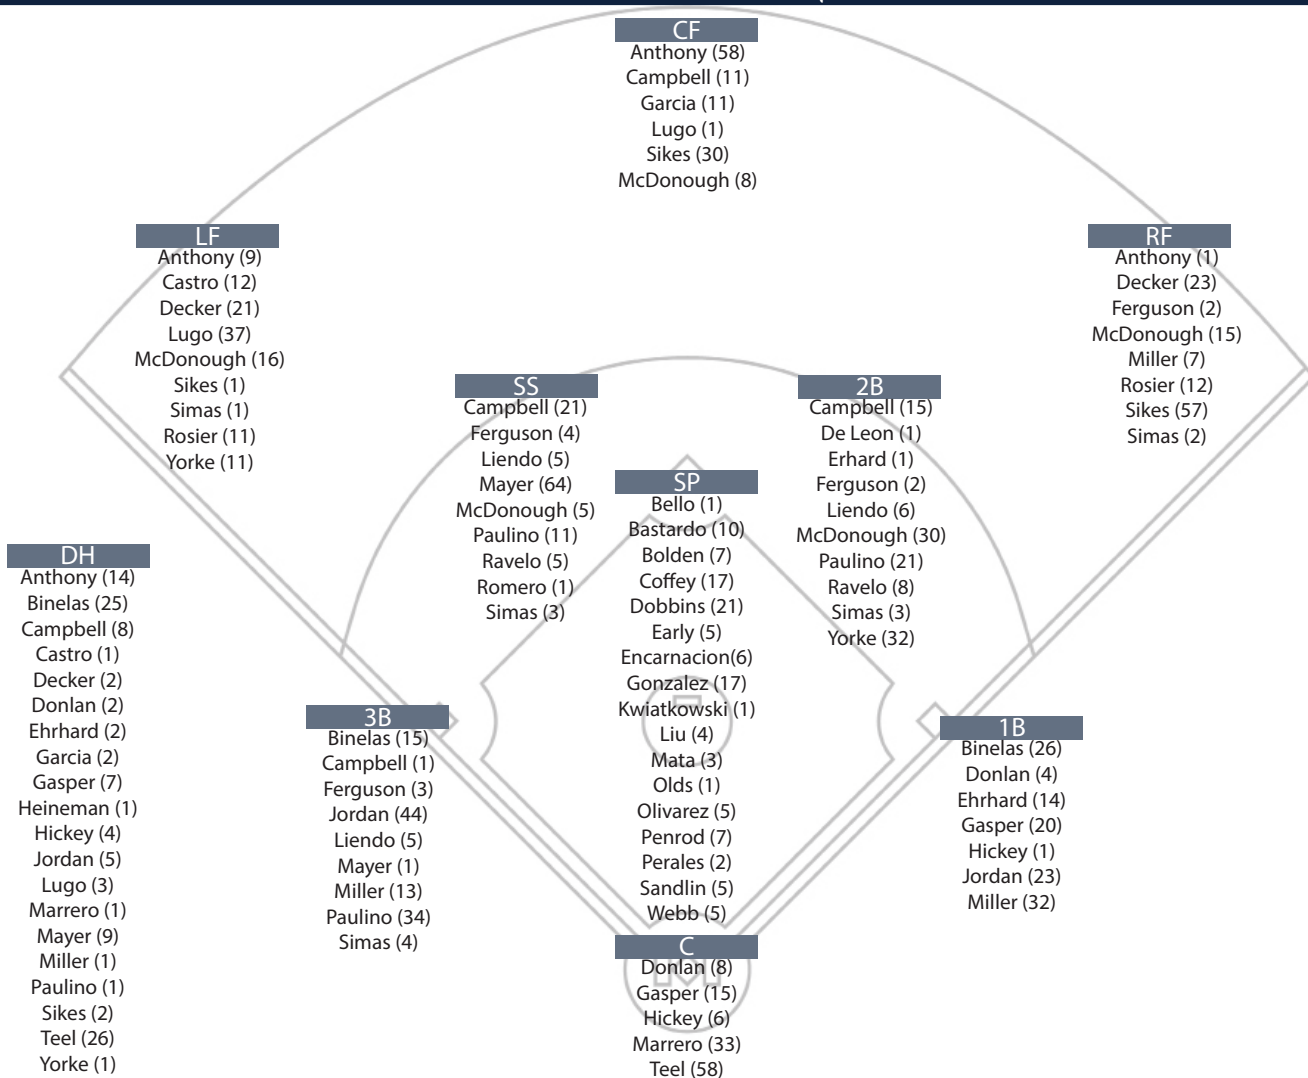 CF
Anthony (58)
Campbell (11)
Garcia (11)
Lugo (1)
Sikes (30)
McDonough (8)
LF
Anthony (9)
Castro (12)
Decker (21)
Lugo (37)
McDonough (16)
Sikes (1)
Simas (1)
Rosier (11)
Yorke (11)
RF
Anthony (1)
Decker (23)
Ferguson (2)
McDonough (15)
Miller (7)
Rosier (12)
Sikes (57)
Simas (2)
SS
Campbell (21)
Ferguson (4)
Liendo (5)
Mayer (64)
McDonough (5)
Paulino (11)
Ravelo (5)
Romero (1)
Simas (3)
2B
Campbell (15)
De Leon (1)
Erhard (1)
Ferguson (2)
Liendo (6)
McDonough (30)
Paulino (21)
Ravelo (8)
Simas (3)
Yorke (32)
SP
Bello (1)
Bastardo (10)
Bolden (7)
Coffey (17)
Dobbins (21)
Early (5)
Encarnacion(6)
Gonzalez (17)
Kwiatkowski (1)
Liu (4)
Mata (3)
Olds (1)
Olivarez (5)
Penrod (7)
Perales (2)
Sandlin (5)
Webb (5)
DH
Anthony (14)
Binelas (25)
Campbell (8)
Castro (1)
Decker (2)
Donlan (2)
Ehrhard (2)
Garcia (2)
Gasper (7)
Heineman (1)
Hickey (4)
Jordan (5)
Lugo (3)
Marrero (1)
Mayer (9)
Miller (1)
Paulino (1)
Sikes (2)
Teel (26)
Yorke (1)
3B
Binelas (15)
Campbell (1)
Ferguson (3)
Jordan (44)
Liendo (5)
Mayer (1)
Miller (13)
Paulino (34)
Simas (4)
1B
Binelas (26)
Donlan (4)
Ehrhard (14)
Gasper (20)
Hickey (1)
Jordan (23)
Miller (32)
C
Donlan (8)
Gasper (15)
Hickey (6)
Marrero (33)
Teel (58)